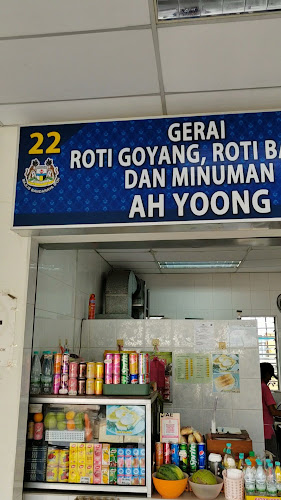 22
GERAI
ROTI GOYANG, ROTI BA
DAN MINUMAN
AH YOONG